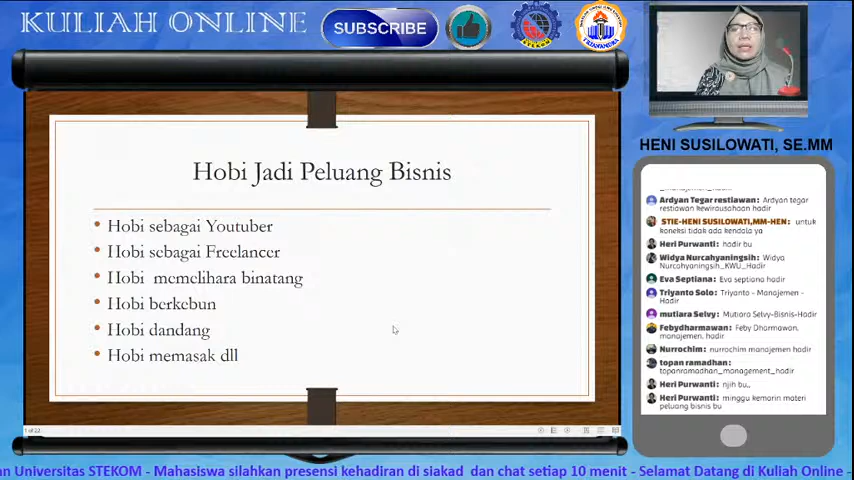 KULIAH ONLINE
SUBSCRIBE
STEKOM
HENI SUSILOWATI, SE.MM
Hobi Jadi Peluang Bisnis
• Hobi sebagai Youtuber
• Hobi sebagai Freelancer
• Hobi memelihara binatang
• Hobi berkebun
• Hobi dandang
• Hobi memasak dll
1 of 22
Ardyan Tegar restiawan: Ardyan tegar
restiawan kewirausahaan hadir
STIE-HENI SUSILOWATI,MM-HEN: untuk
koneksi tidak ada kendala ya
Heri Purwanti: hadir bu
Widya Nurcahyaningsih: Widya
Nurcahyaningsih_KWU_Hadir
Eva Septiana: Eva septiana hadir
Triyanto Solo: Triyanto - Manajemen -
Hadir
mutiara Selvy: Mutiara Selvy-Bisnis-Hadir
Febydharmawan: Feby Dharmawan,
manajemen, hadir
Nurrochim: nurrochim manajemen hadir
topan ramadhan:
topanramadhan_management_hadir
Heri Purwanti: njih bu,,
Heri Purwanti: minggu kemarin materi
peluang bisnis bu
an Universitas STEKOM - Mahasiswa silahkan presensi kehadiran di siakad dan chat setiap 10 menit - Selamat Datang di Kuliah Online -